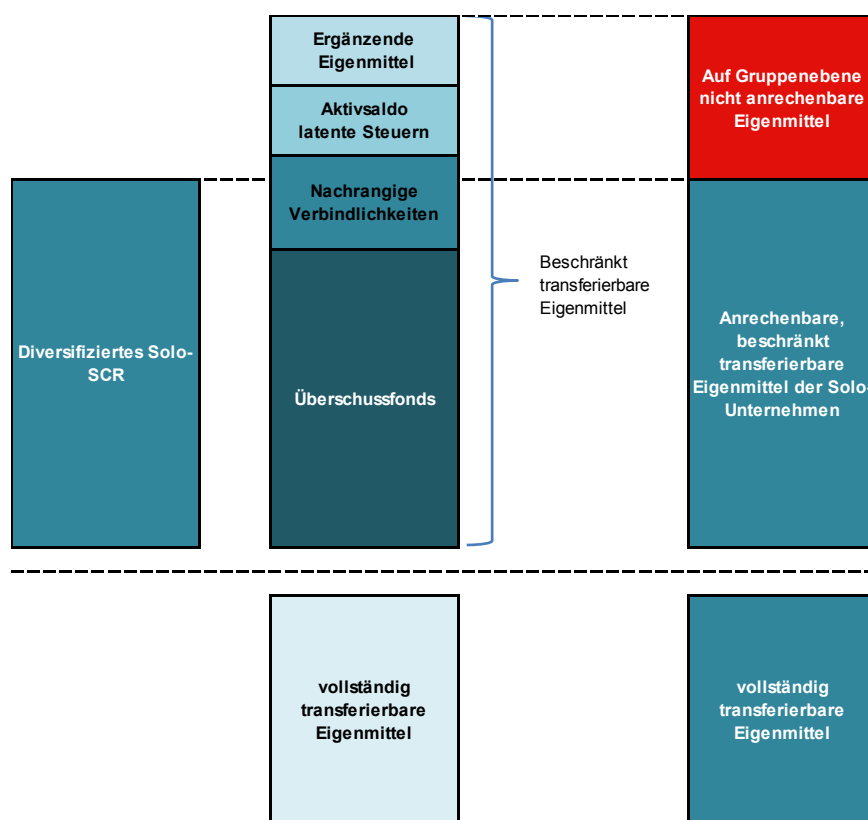 Ergänzende
Eigenmittel
Aktivsaldo
latente Steuern
Nachrangige
Verbindlichkeiten
Auf Gruppenebene
nicht anrechenbare
Eigenmittel
Diversifiziertes Solo-
SCR
Überschussfonds
Beschränkt
transferierbare
Eigenmittel
Anrechenbare,
beschränkt
transferierbare
Eigenmittel der Solo-
Unternehmen
vollständig
transferierbare
Eigenmittel
vollständig
transferierbare
Eigenmittel